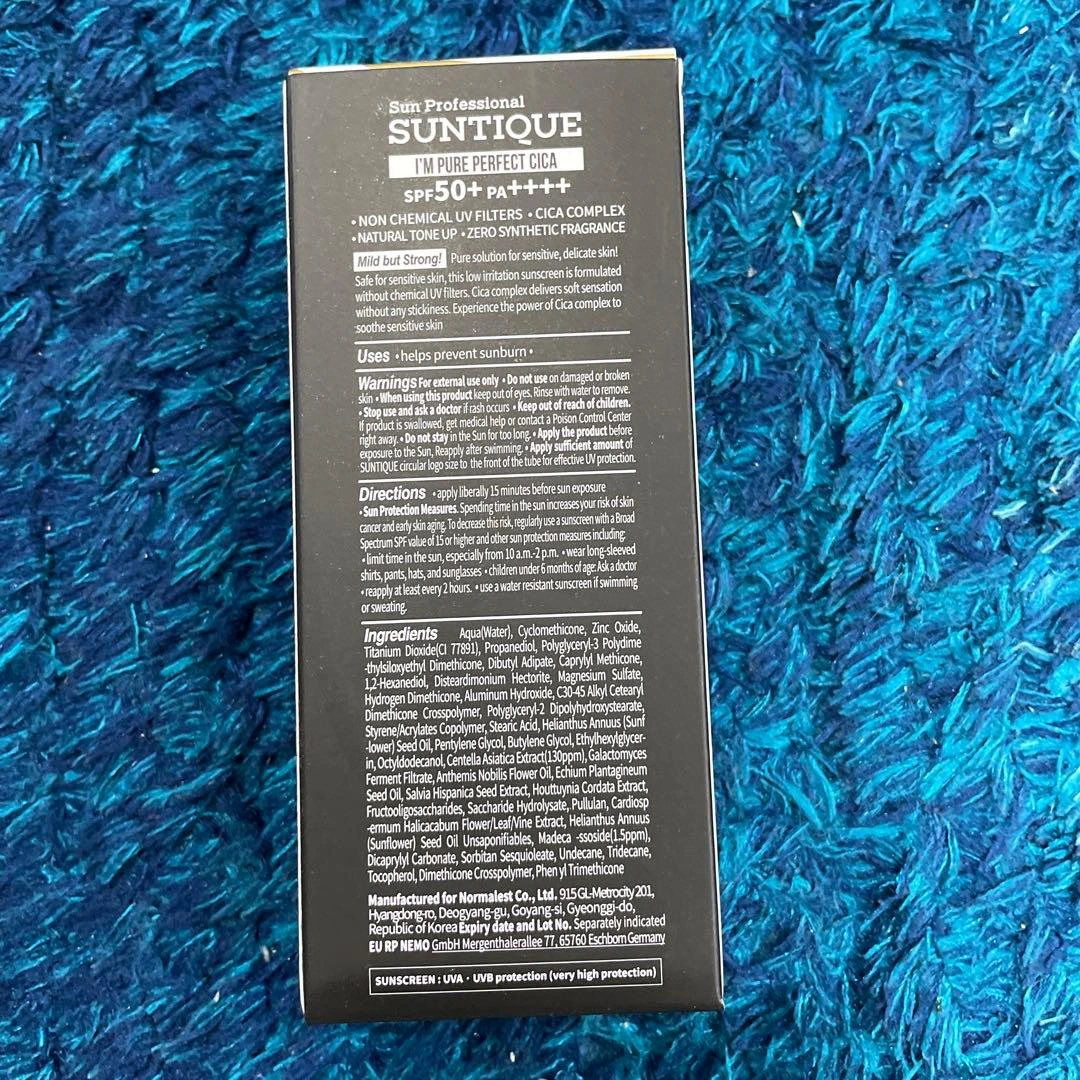 Sun Professional
SUNTIQUE
I'M PURE PERFECT CICA
SPF50+ PA++++
• NON CHEMICAL UV FILTERS • CICA COMPLEX
• NATURAL TONE UP • ZERO SYNTHETIC FRAGRANCE
Mild but Strong! Pure solution for sensitive, delicate skin!
Safe for sensitive skin, this low irritation sunscreen is formulated
without chemical UV filters. Cica complex delivers soft sensation
without any stickiness. Experience the power of Cica complex to
soothe sensitive skin
Uses • helps prevent sunburn •
Warnings For external use only • Do not use on damaged or broken
skin • When using this product keep out of eyes. Rinse with water to remove.
• Stop use and ask a doctor if rash occurs • Keep out of reach of children.
If product is swallowed, get medical help or contact a Poison Control Center
right away. • Do not stay in the Sun for too long. • Apply the product before
exposure to the Sun, Reapply after swimming. • Apply sufficient amount of
SUNTIQUE circular logo size to the front of the tube for effective UV protection.
Directions • apply liberally 15 minutes before sun exposure
• Sun Protection Measures. Spending time in the sun increases your risk of skin
cancer and early skin aging. To decrease this risk, regularly use a sunscreen with a Broad
Spectrum SPF value of 15 or higher and other sun protection measures including:
• limit time in the sun, especially from 10 a.m.-2 p.m. • wear long-sleeved
shirts, pants, hats, and sunglasses • children under 6 months of age: Ask a doctor
• reapply at least every 2 hours. • use a water resistant sunscreen if swimming
or sweating.
Ingredients Aqua(Water), Cyclomethicone, Zinc Oxide,
Titanium Dioxide(CI 77891), Propanediol, Polyglyceryl-3 Polydime
-thylsiloxyethyl Dimethicone, Dibutyl Adipate, Caprylyl Methicone,
1,2-Hexanediol, Disteardimonium Hectorite, Magnesium Sulfate,
Hydrogen Dimethicone, Aluminum Hydroxide, C30-45 Alkyl Cetearyl
Dimethicone Crosspolymer, Polyglyceryl-2 Dipolyhydroxystearate,
Styrene/Acrylates Copolymer, Stearic Acid, Helianthus Annuus (Sunf
-lower) Seed Oil, Pentylene Glycol, Butylene Glycol, Ethylhexylglycer-
in, Octyldodecanol, Centella Asiatica Extract(130ppm), Galactomyces
Ferment Filtrate, Anthemis Nobilis Flower Oil, Echium Plantagineum
Seed Oil, Salvia Hispanica Seed Extract, Houttuynia Cordata Extract,
Fructooligosaccharides, Saccharide Hydrolysate, Pullulan, Cardiosp
-ermum Halicacabum Flower/Leaf/Vine Extract, Helianthus Annuus
(Sunflower) Seed Oil Unsaponifiables, Madeca -ssoside(1.5ppm),
Dicaprylyl Carbonate, Sorbitan Sesquioleate, Undecane, Tridecane,
Tocopherol, Dimethicone Crosspolymer, Phen yl Trimethicone
Manufactured for Normalest Co., Ltd. 915 GL-Metrocity 201,
Hyangdong-ro, Deogyang-gu, Goyang-si, Gyeonggi-do,
Republic of Korea Expiry date and Lot No. Separately indicated
EU RP NEMO GmbH Mergenthalerallee 77, 65760 Eschborn Germany
SUNSCREEN : UVA · UVB protection (very high protection)